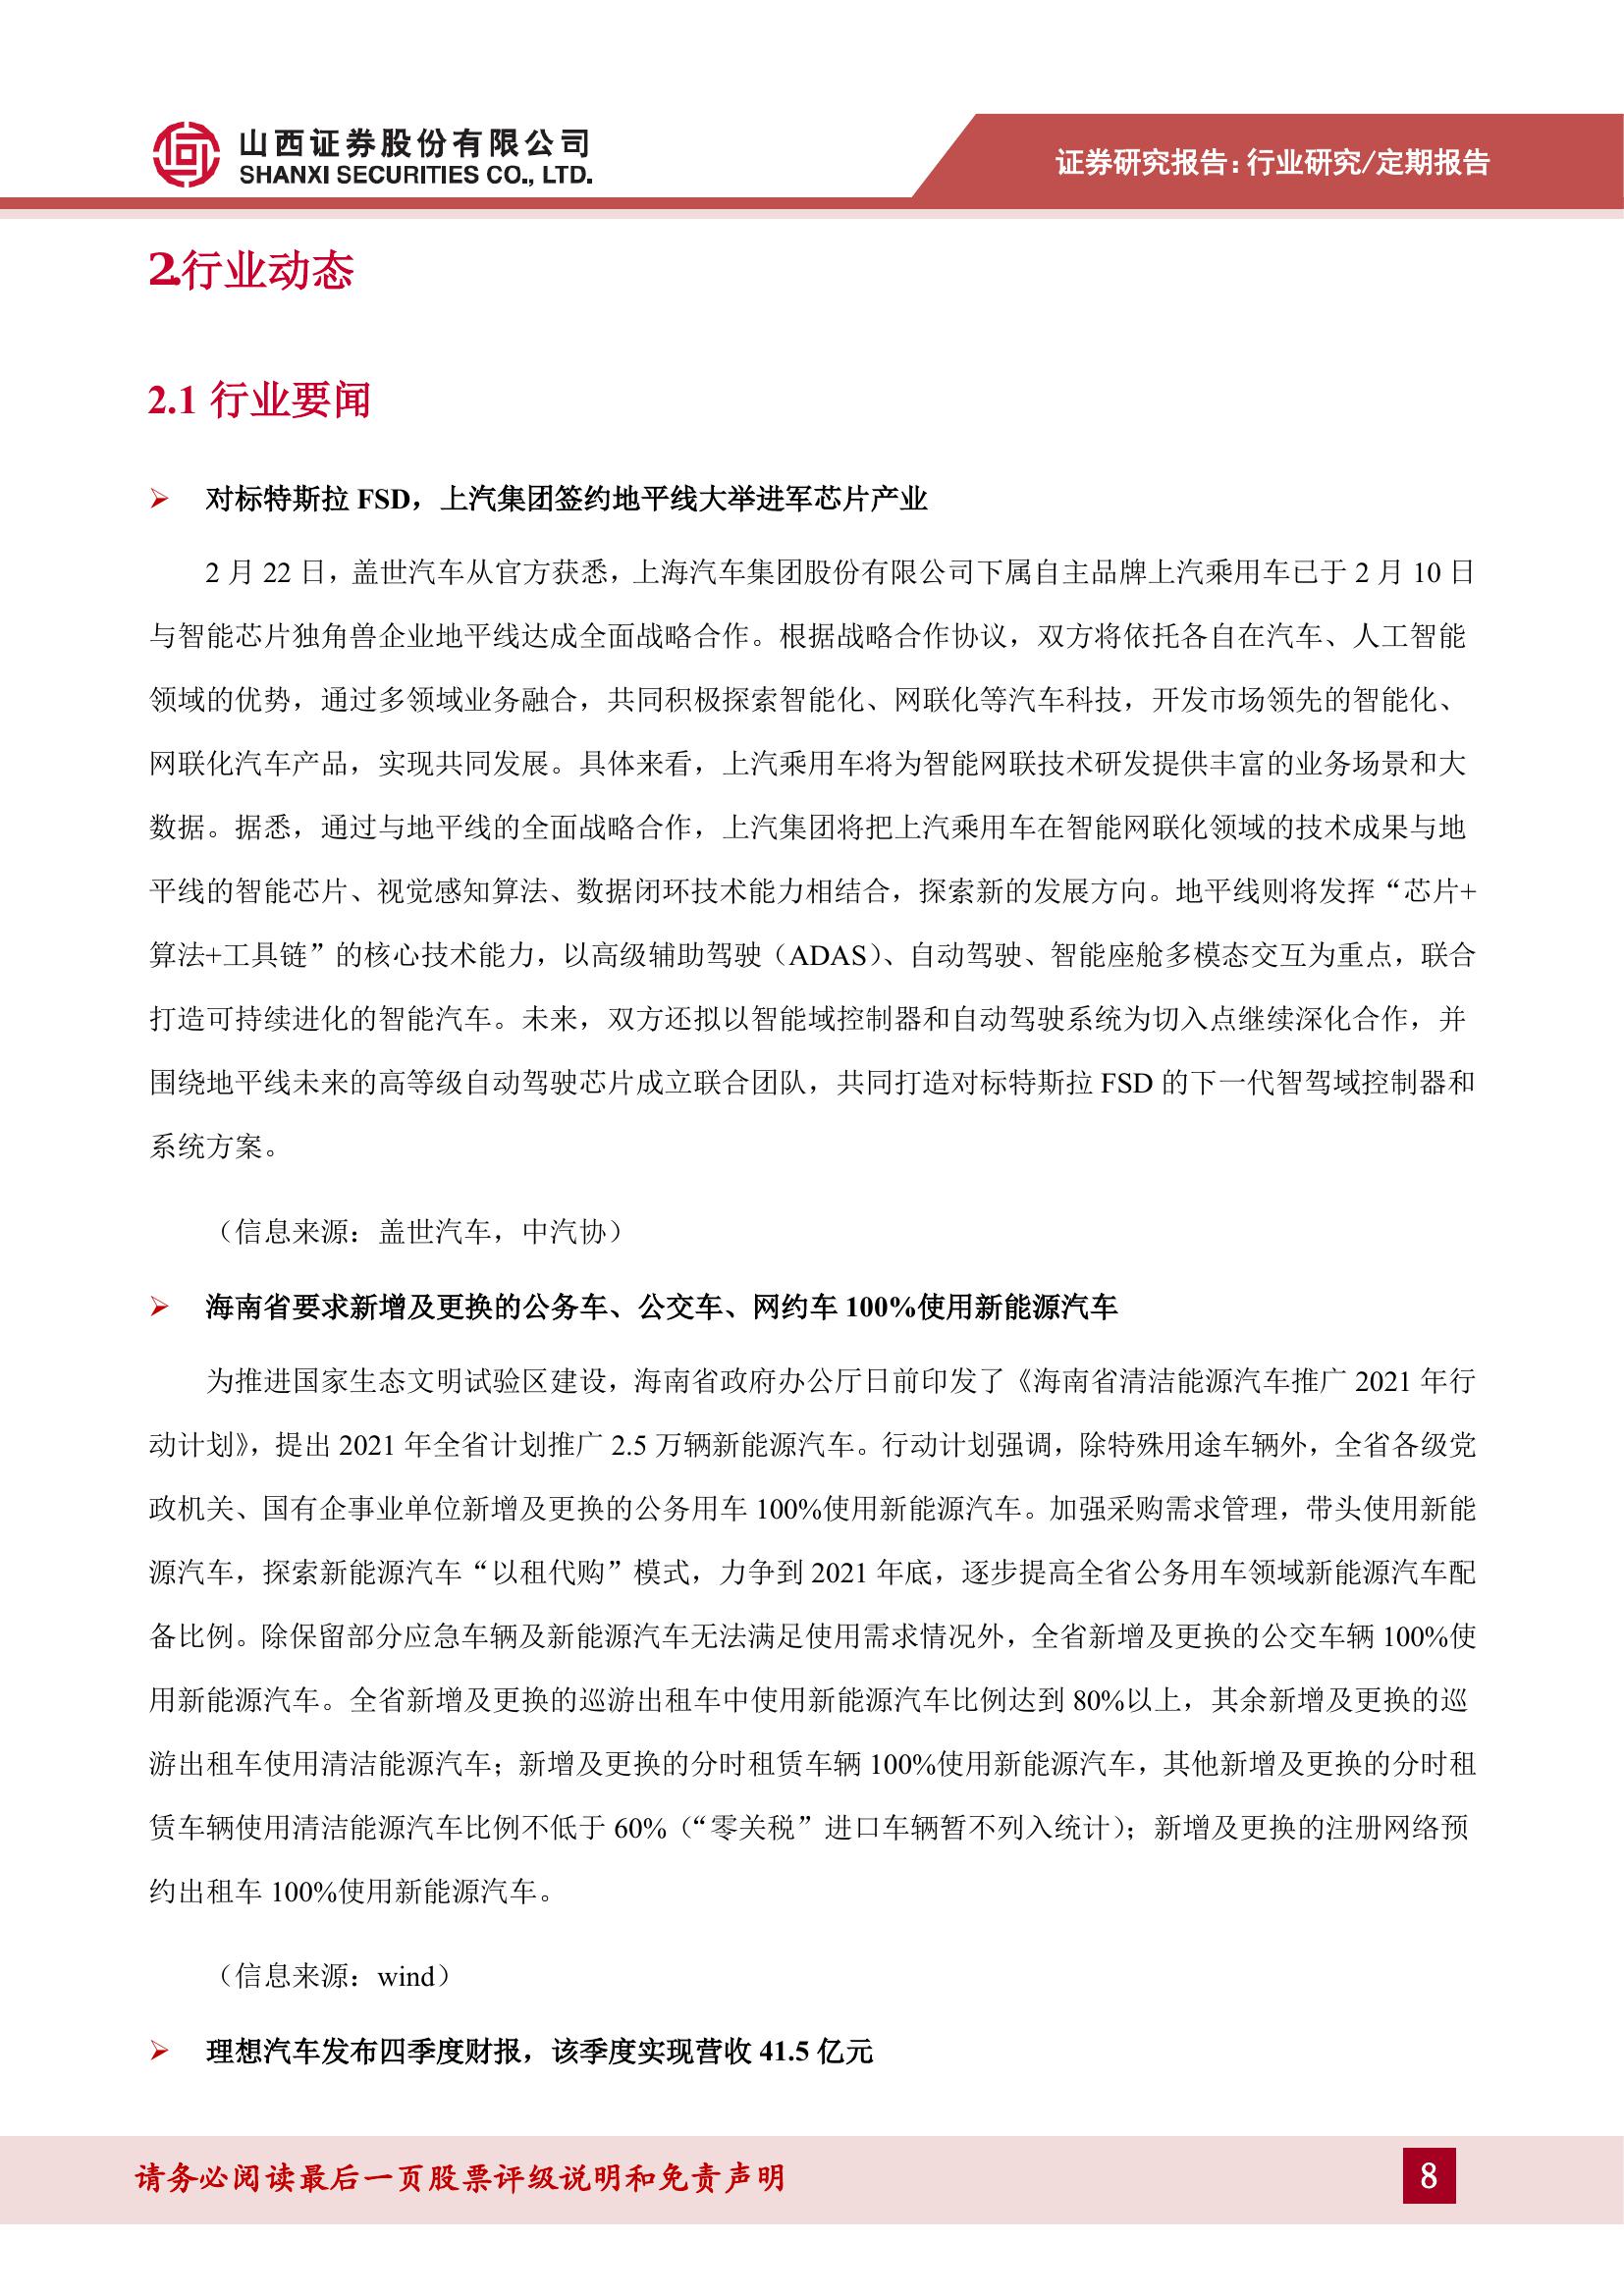 山西证券股份有限公司
SHANXI SECURITIES CO., LTD.
证券研究报告：行业研究/定期报告
2.行业动态
2.1 行业要闻
➢ 对标特斯拉 FSD，上汽集团签约地平线大举进军芯片产业
2 月 22 日，盖世汽车从官方获悉，上海汽车集团股份有限公司下属自主品牌上汽乘用车已于 2 月 10 日
与智能芯片独角兽企业地平线达成全面战略合作。根据战略合作协议，双方将依托各自在汽车、人工智能
领域的优势，通过多领域业务融合，共同积极探索智能化、网联化等汽车科技，开发市场领先的智能化、
网联化汽车产品，实现共同发展。具体来看，上汽乘用车将为智能网联技术研发提供丰富的业务场景和大
数据。据悉，通过与地平线的全面战略合作，上汽集团将把上汽乘用车在智能网联化领域的技术成果与地
平线的智能芯片、视觉感知算法、数据闭环技术能力相结合，探索新的发展方向。地平线则将发挥“芯片+
算法+工具链”的核心技术能力，以高级辅助驾驶（ADAS）、自动驾驶、智能座舱多模态交互为重点，联合
打造可持续进化的智能汽车。未来，双方还拟以智能域控制器和自动驾驶系统为切入点继续深化合作，并
围绕地平线未来的高等级自动驾驶芯片成立联合团队，共同打造对标特斯拉 FSD 的下一代智驾域控制器和
系统方案。
（信息来源：盖世汽车，中汽协）
➢ 海南省要求新增及更换的公务车、公交车、网约车 100%使用新能源汽车
为推进国家生态文明试验区建设，海南省政府办公厅日前印发了《海南省清洁能源汽车推广 2021 年行
动计划》，提出 2021 年全省计划推广 2.5 万辆新能源汽车。行动计划强调，除特殊用途车辆外，全省各级党
政机关、国有企事业单位新增及更换的公务用车 100%使用新能源汽车。加强采购需求管理，带头使用新能
源汽车，探索新能源汽车“以租代购”模式，力争到 2021 年底，逐步提高全省公务用车领域新能源汽车配
备比例。除保留部分应急车辆及新能源汽车无法满足使用需求情况外，全省新增及更换的公交车辆 100%使
用新能源汽车。全省新增及更换的巡游出租车中使用新能源汽车比例达到 80%以上，其余新增及更换的巡
游出租车使用清洁能源汽车；新增及更换的分时租赁车辆 100%使用新能源汽车，其他新增及更换的分时租
赁车辆使用清洁能源汽车比例不低于 60%（“零关税”进口车辆暂不列入统计）；新增及更换的注册网络预
约出租车 100%使用新能源汽车。
（信息来源：wind）
➢ 理想汽车发布四季度财报，该季度实现营收 41.5 亿元
请务必阅读最后一页股票评级说明和免责声明
8